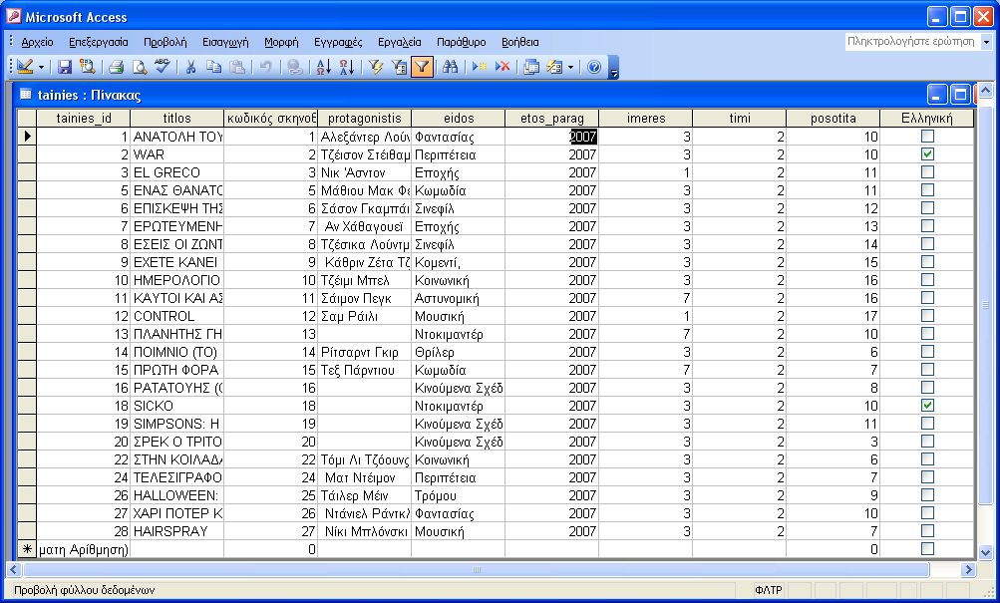 Microsoft Access
Αρχείο Επεξεργασία Προβολή Εισαγωγή Μορφή Εγγραφές Εργαλεία Παράθυρο Βοήθεια Πληκτρολογήστε ερώτηση
tainies : Πίνακας
tainies_id titlos κωδικός σκηνοθ protagonistis eidos etos_parag imeres timi posotita Ελληνική
1 ΑΝΑΤΟΛΗ ΤΟΥ 1 Αλεξάντερ Λούν Φαντασίας 2007 3 2 10
2 WAR 2 Τζέισον Στέιθαμ Περιπέτεια 2007 3 2 10
3 EL GRECO 3 Νικ Άσντον Εποχής 2007 1 2 11
5 ΕΝΑΣ ΘΑΝΑΤΟ 5 Μάθιου Μακ Φε Κωμωδία 2007 3 2 11
6 ΕΠΙΣΚΕΨΗ ΤΗΣ 6 Σάσον Γκαμπάι Σινεφίλ 2007 3 2 12
7 ΕΡΩΤΕΥΜΕΝΗ 7 Αν Χάθαγουεϊ Εποχής 2007 3 2 13
8 ΕΣΕΙΣ ΟΙ ΖΩΝΤ 8 Τζέσικα Λούντμ Σινεφίλ 2007 3 2 14
9 ΕΧΕΤΕ ΚΑΝΕΙ 9 Κάθριν Ζέτα Τζ Κομεντί, 2007 3 2 15
10 ΗΜΕΡΟΛΟΓΙΟ 10 Τζέιμι Μπελ Κοινωνική 2007 3 2 16
11 ΚΑΥΤΟΙ ΚΑΙ ΑΣ 11 Σάιμον Πεγκ Αστυνομική 2007 7 2 16
12 CONTROL 12 Σαμ Ράιλι Μουσική 2007 1 2 17
13 ΠΛΑΝΗΤΗΣ ΓΗ 13 Ντοκιμαντέρ 2007 7 2 10
14 ΠΟΙΜΝΙΟ (ΤΟ) 14 Ρίτσαρντ Γκιρ Θρίλερ 2007 3 2 6
15 ΠΡΩΤΗ ΦΟΡΑ 15 Τεξ Πάρντιου Κωμωδία 2007 7 2 7
16 ΡΑΤΑΤΟΥΗΣ (Ο 16 Κινούμενα Σχέδ 2007 3 2 8
18 SICKO 18 Ντοκιμαντέρ 2007 3 2 10
19 SIMPSONS: Η 19 Κινούμενα Σχέδ 2007 3 2 11
20 ΣΡΕΚ Ο ΤΡΙΤΟ 20 Κινούμενα Σχέδ 2007 3 2 3
22 ΣΤΗΝ ΚΟΙΛΑΔΑ 22 Τόμι Λι Τζόουνς Κοινωνική 2007 3 2 6
24 ΤΕΛΕΣΙΓΡΑΦΟ 24 Ματ Ντέιμον Περιπέτεια 2007 3 2 7
26 HALLOWEEN: 25 Τάιλερ Μέιν Τρόμου 2007 3 2 9
27 ΧΑΡΙ ΠΟΤΕΡ Κ 26 Ντάνιελ Ράντκλ Φαντασίας 2007 3 2 10
28 HAIRSPRAY 27 Νίκι Μπλόνσκι Μουσική 2007 3 2 7
ματη Αρίθμηση) 0 0
Προβολή φύλλου δεδομένων ΦΛΤΡ